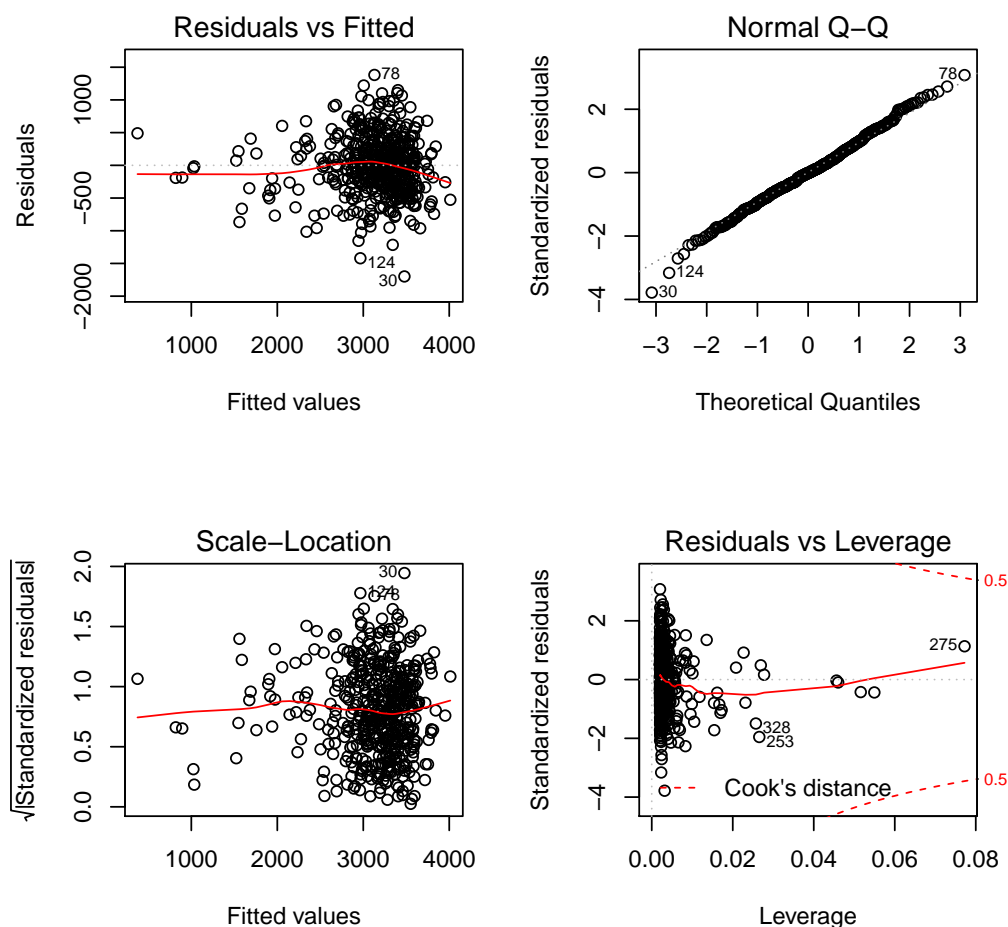 Residuals vs Fitted
Residuals
1000
−500
−2000
78
124
30
1000 2000 3000 4000
Fitted values
Normal Q−Q
Standardized residuals
2
0
−2
−4
78
124
30
−3 −2 −1 0 1 2 3
Theoretical Quantiles
Scale−Location
√|Standardized residuals|
2.0
1.5
1.0
0.5
0.0
30
124
78
1000 2000 3000 4000
Fitted values
Residuals vs Leverage
Standardized residuals
2
0
−2
−4
0.5
275
328
253
Cook's distance
0.5
0.00 0.02 0.04 0.06 0.08
Leverage